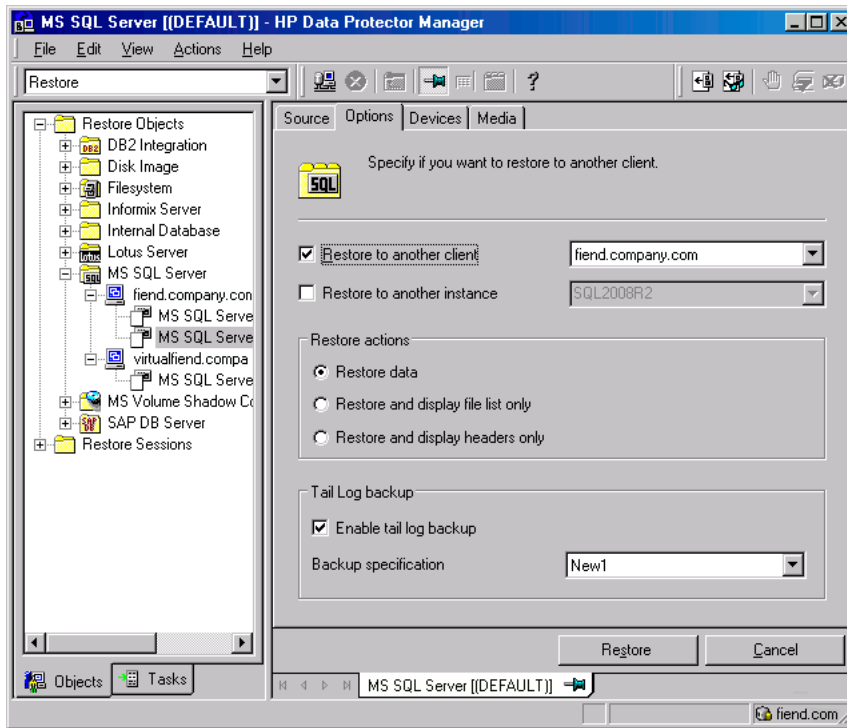 MS SQL Server [(DEFAULT)] - HP Data Protector Manager
File Edit View Actions Help
Restore
?
Restore Objects
DB2 DB2 Integration
Disk Image
Filesystem
Informix Server
Internal Database
Lotus Lotus Server
SQL MS SQL Server
fiend.company.con
MS SQL Serve
MS SQL Serve
virtualfiend.compa
MS SQL Serve
MS Volume Shadow Co
SAP DB Server
Restore Sessions
Objects Tasks
Source Options Devices Media
SQL
Specify if you want to restore to another client.
Restore to another client fiend.company.com
Restore to another instance SQL2008R2
Restore actions
Restore data
Restore and display file list only
Restore and display headers only
Tail Log backup
Enable tail log backup
Backup specification New1
Restore Cancel
MS SQL Server [(DEFAULT)]
fiend.com